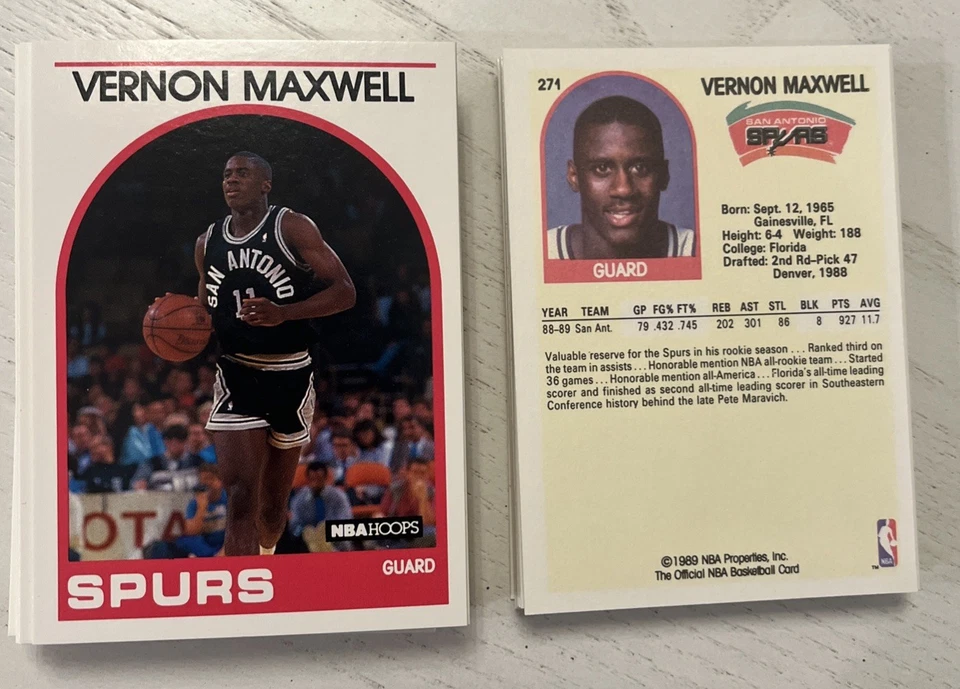 VERNON MAXWELL
SAN ANTONIO
11
OTA
NBA HOOPS
GUARD
SPURS
271
VERNON MAXWELL
SAN ANTONIO
SPURS
GUARD
Born: Sept. 12, 1965
Gainesville, FL
Height: 6-4 Weight: 188
College: Florida
Drafted: 2nd Rd-Pick 47
Denver, 1988
YEAR TEAM GP FG% FT% REB AST STL BLK PTS AVG
88-89 San Ant. 79 .432 .745 202 301 86 8 927 11.7
Valuable reserve for the Spurs in his rookie season . . . Ranked third on
the team in assists . . . Honorable mention NBA all-rookie team . . . Started
36 games . . . Honorable mention all-America . . . Florida's all-time leading
scorer and finished as second all-time leading scorer in Southeastern
Conference history behind the late Pete Maravich.
©1989 NBA Properties, Inc.
The Official NBA Basketball Card
NBA
TM